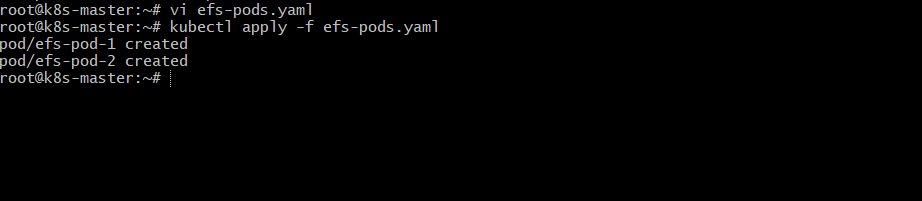 root@k8s-master:~# vi efs-pods.yaml
root@k8s-master:~# kubectl apply -f efs-pods.yaml
pod/efs-pod-1 created
pod/efs-pod-2 created
root@k8s-master:~#